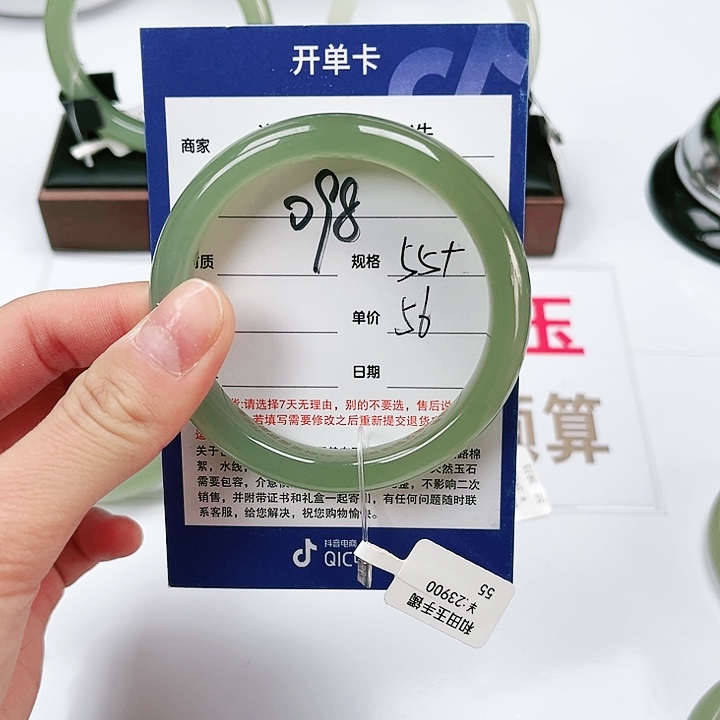 开单卡
商家
098
质
规格 55+
单价 56
日期
货:请选择7天无理由，别的不要选，售后说
若填写需要修改之后重新提交退货
关于
絮，水线，
需要包容，介意
销售，并附带证书和礼盒一起寄
有任何问题随时联
系客服，给您解决，祝您购物愉快
抖音电商
QIC
和田玉手镯
¥:23900
55
玉
预算